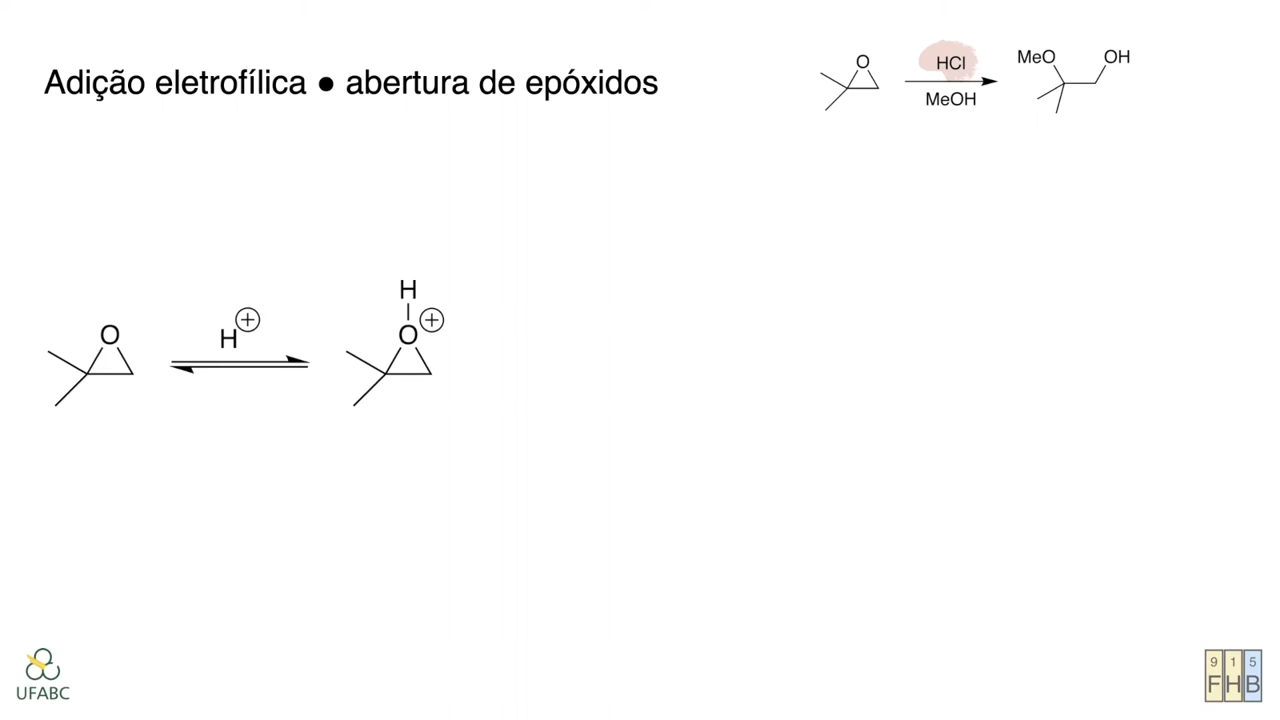 Adição eletrofílica ● abertura de epóxidos
O
HCl
MeOH
MeO
OH
O
H
+
H
O
+
UFABC
9 1 5
F H B